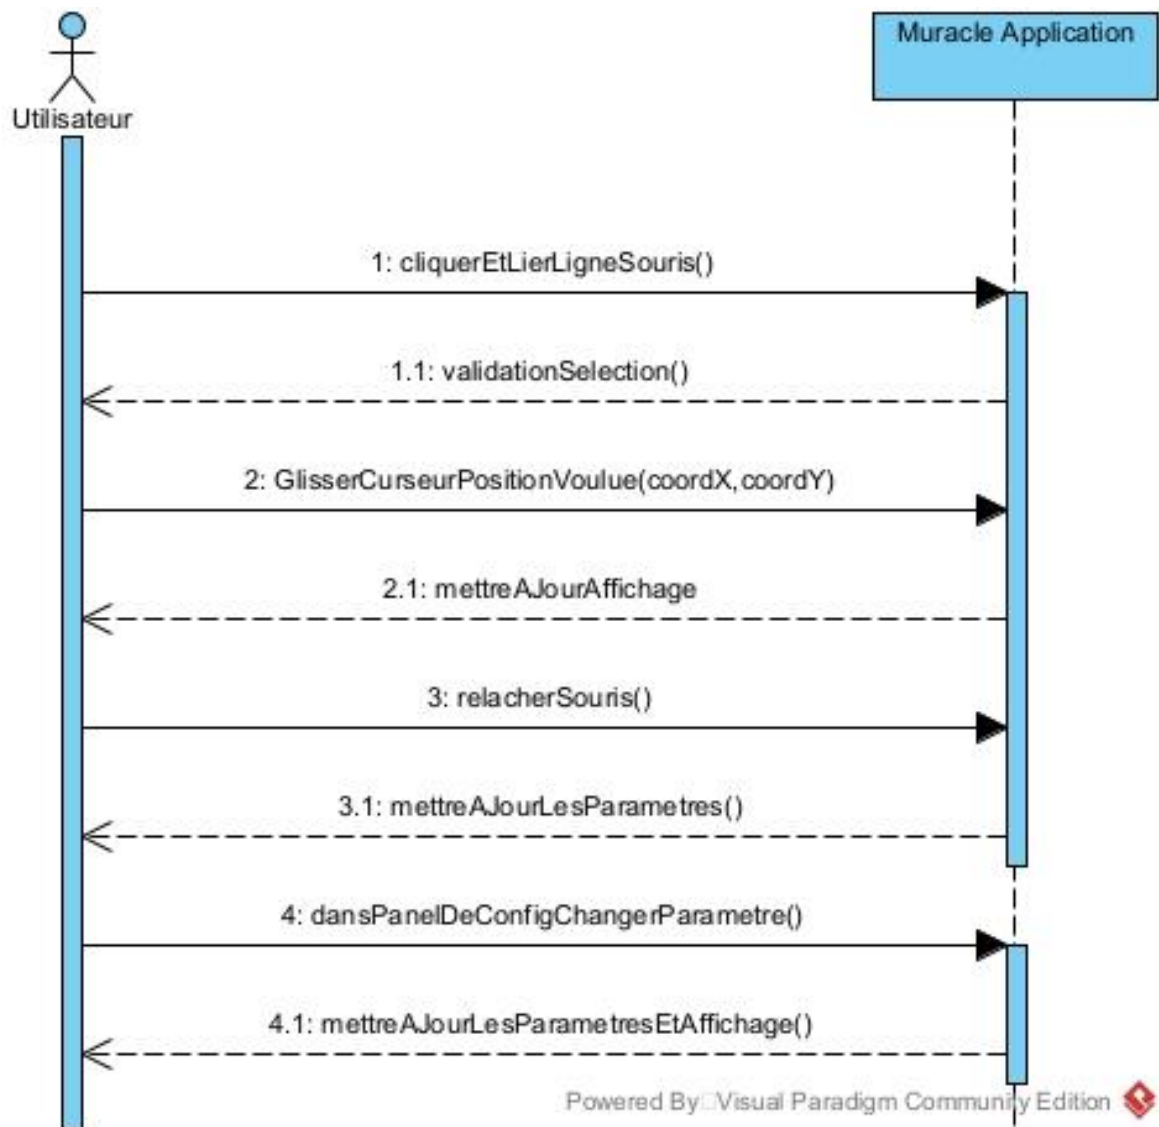 Muracle Application
Utilisateur
1: cliquerEtLierLigneSouris()
1.1: validationSelection()
2: GlisserCurseurPositionVoulue(coordX,coordY)
2.1: mettreAJourAffichage
3: relacherSouris()
3.1: mettreAJourLesParametres()
4: dansPanelDeConfigChangerParametre()
4.1: mettreAJourLesParametresEtAffichage()
Powered By Visual Paradigm Community Edition